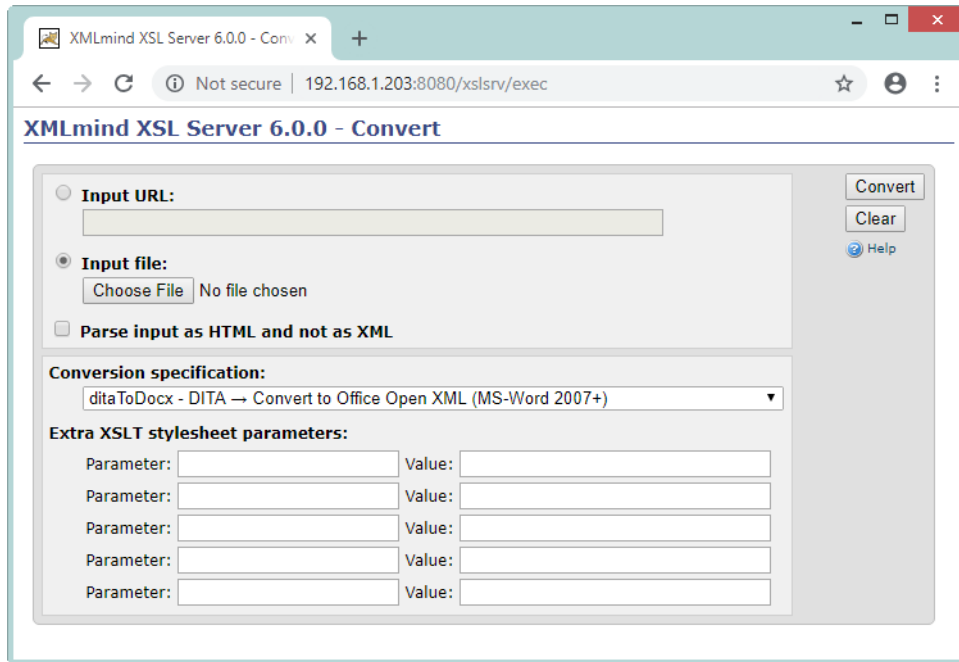 XMLmind XSL Server 6.0.0 - Conv
Not secure | 192.168.1.203:8080/xslsrv/exec
XMLmind XSL Server 6.0.0 - Convert
Input URL:
Convert
Clear
Help
Input file:
Choose File No file chosen
Parse input as HTML and not as XML
Conversion specification:
ditaToDocx - DITA → Convert to Office Open XML (MS-Word 2007+)
Extra XSLT stylesheet parameters:
Parameter: Value:
Parameter: Value:
Parameter: Value:
Parameter: Value:
Parameter: Value: